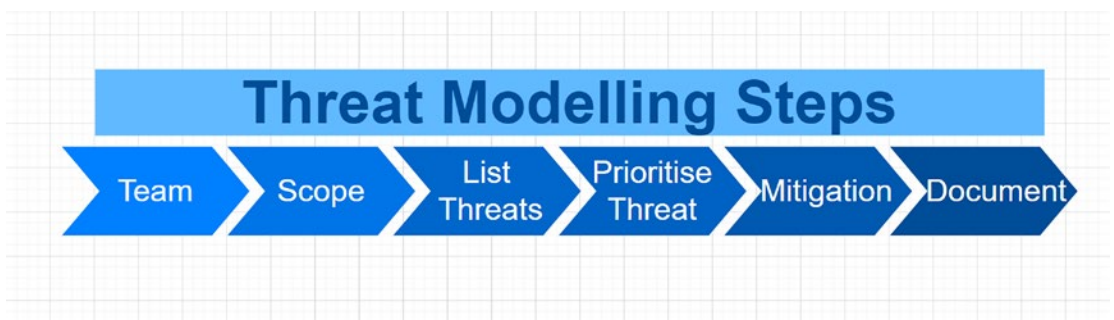 Threat Modelling Steps
Team
Scope
List
Threats
Prioritise
Threat
Mitigation
Document